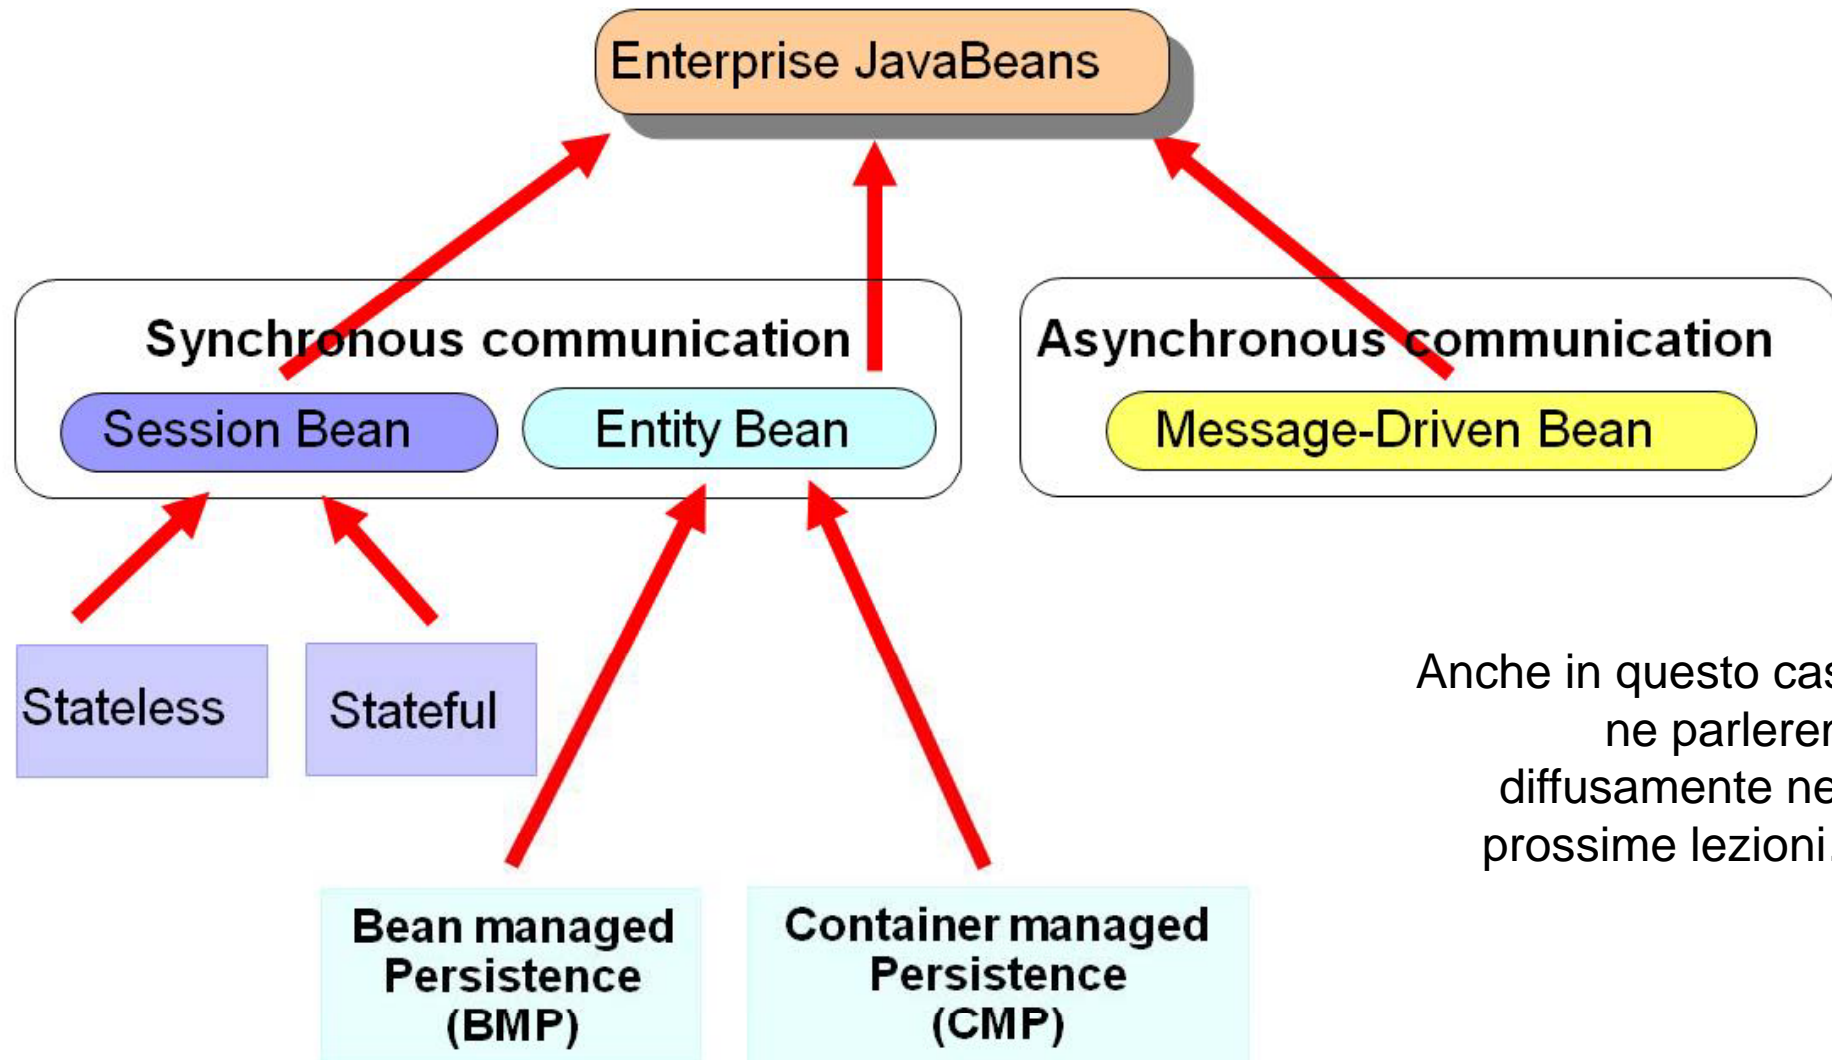 Enterprise JavaBeans
Synchronous communication
Asynchronous communication
Session Bean
Entity Bean
Message-Driven Bean
Stateless
Stateful
Anche in questo
ne
diffusamente
prossime lezioni
Bean managed
Persistence
(BMP)
Container managed
Persistence
(CMP)